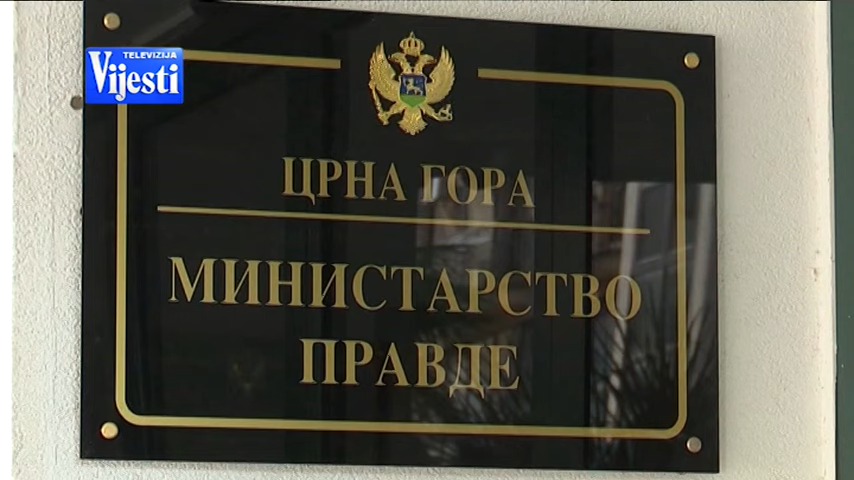 TELEVIZIJA
Vijesti
ЦРНА ГОРА
МИНИСТАРСТВО
ПРАВДЕ